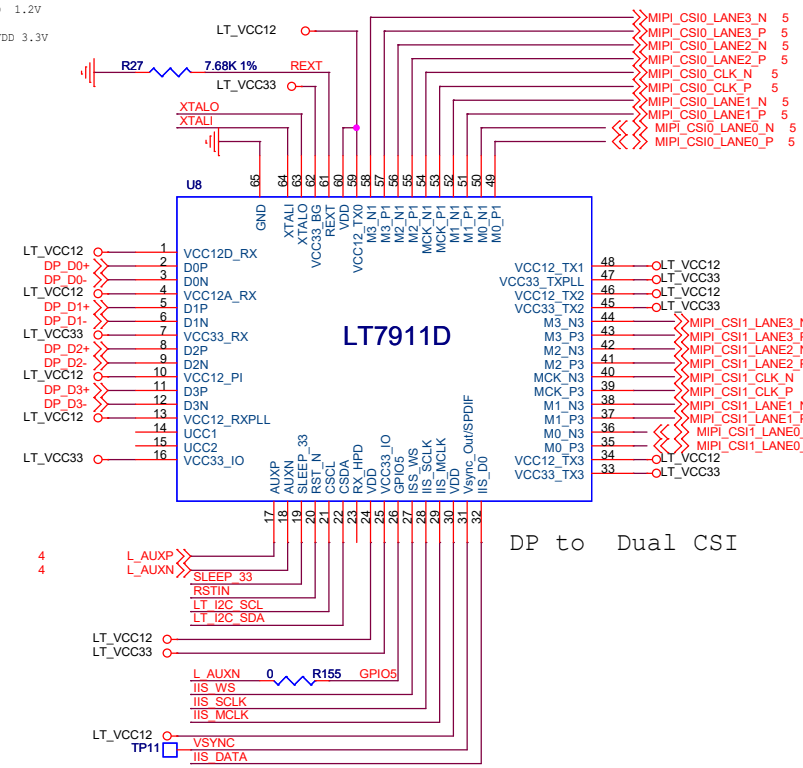 1.2V
VDD 3.3V
LT_VCC12
MIPI_CSI0_LANE3_N 5
MIPI_CSI0_LANE3_P 5
MIPI_CSI0_LANE2_N 5
MIPI_CSI0_LANE2_P 5
MIPI_CSI0_CLK_N 5
MIPI_CSI0_CLK_P 5
MIPI_CSI0_LANE1_N 5
MIPI_CSI0_LANE1_P 5
MIPI_CSI0_LANE0_N 5
MIPI_CSI0_LANE0_P 5
R27 7.68K 1% REXT
LT_VCC33
XTALO
XTALI
65 64 63 62 61 60 59 58 57 56 55 54 53 52 51 50 49
U8
GND XTALI XTALO VCC33_BG REXT VDD VCC12_TX0 M3_N1 M3_P1 M2_N1 M2_P1 MCK_N1 MCK_P1 M1_N1 M1_P1 M0_N1 M0_P1
LT_VCC12 1 VCC12D_RX
DP_D0+ 2 D0P
DP_D0- 3 D0N
LT_VCC12 4 VCC12A_RX
DP_D1+ 5 D1P
DP_D1- 6 D1N
LT_VCC33 7 VCC33_RX
DP_D2+ 8 D2P
DP_D2- 9 D2N
LT_VCC12 10 VCC12_PI
DP_D3+ 11 D3P
DP_D3- 12 D3N
LT_VCC12 13 VCC12_RXPLL
14 UCC1
15 UCC2
LT_VCC33 16 VCC33_IO
LT7911D
VCC12_TX1 48 LT_VCC12
VCC33_TXPLL 47 LT_VCC33
VCC12_TX2 46 LT_VCC12
VCC33_TX2 45 LT_VCC33
M3_N3 44 MIPI_CSI1_LANE3_N
M3_P3 43 MIPI_CSI1_LANE3_P
M2_N3 42 MIPI_CSI1_LANE2_N
M2_P3 41 MIPI_CSI1_LANE2_P
MCK_N3 40 MIPI_CSI1_CLK_N
MCK_P3 39 MIPI_CSI1_CLK_P
M1_N3 38 MIPI_CSI1_LANE1_N
M1_P3 37 MIPI_CSI1_LANE1_P
M0_N3 36 MIPI_CSI1_LANE0_
M0_P3 35 MIPI_CSI1_LANE0_
VCC12_TX3 34 LT_VCC12
VCC33_TX3 33 LT_VCC33
AUXP AUXN SLEEP_33 RST_N CSCL CSDA RX_HPD VDD VCC33_IO GPIO5 ISS_WS IIS_SCLK IIS_MCLK VDD Vsync_Out/SPDIF IIS_D0
17 18 19 20 21 22 23 24 25 26 27 28 29 30 31 32
DP to Dual CSI
4 L_AUXP
4 L_AUXN
SLEEP_33
RSTIN
LT_I2C_SCL
LT_I2C_SDA
LT_VCC12
LT_VCC33
L_AUXN 0 R155 GPIO5
IIS_WS
IIS_SCLK
IIS_MCLK
LT_VCC12
TP11 VSYNC
IIS_DATA